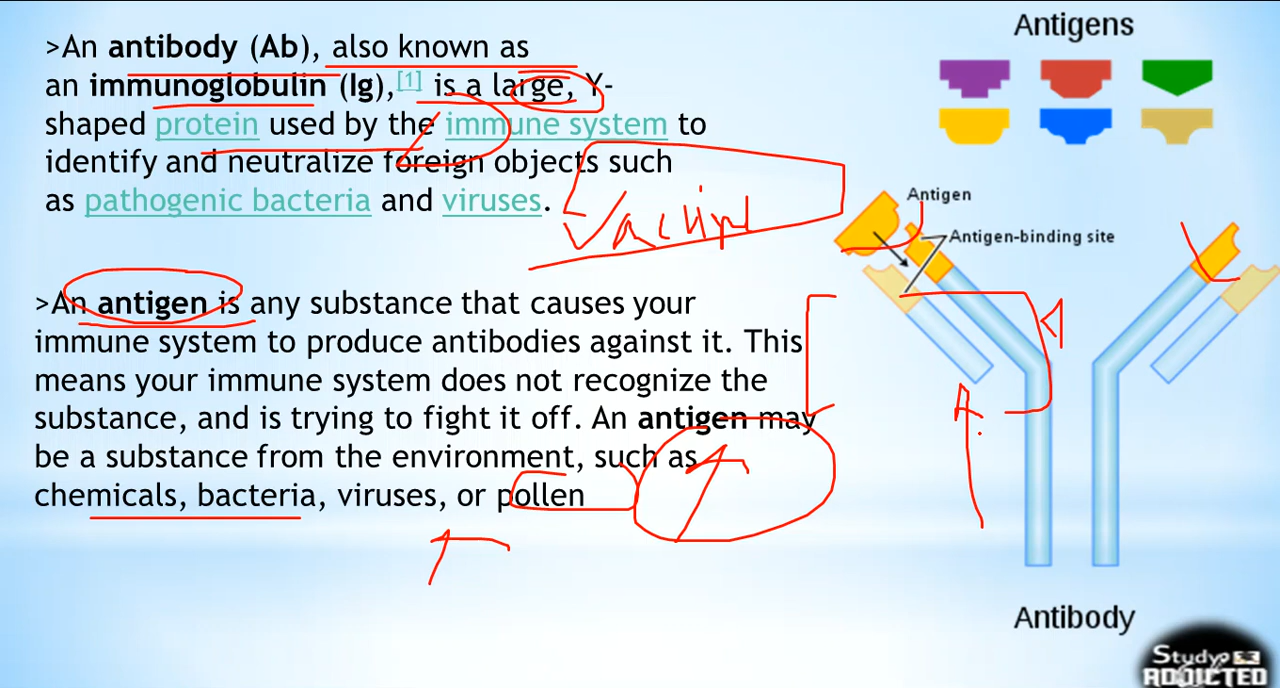 >An antibody (Ab), also known as
an immunoglobulin (Ig),[1] is a large, Y-
shaped protein used by the immune system to
identify and neutralize foreign objects such
as pathogenic bacteria and viruses.
>An antigen is any substance that causes your
immune system to produce antibodies against it. This
means your immune system does not recognize the
substance, and is trying to fight it off. An antigen may
be a substance from the environment, such as
chemicals, bacteria, viruses, or pollen
Antigens
Antigen
Antigen-binding site
Antibody
Study
ADDICTED